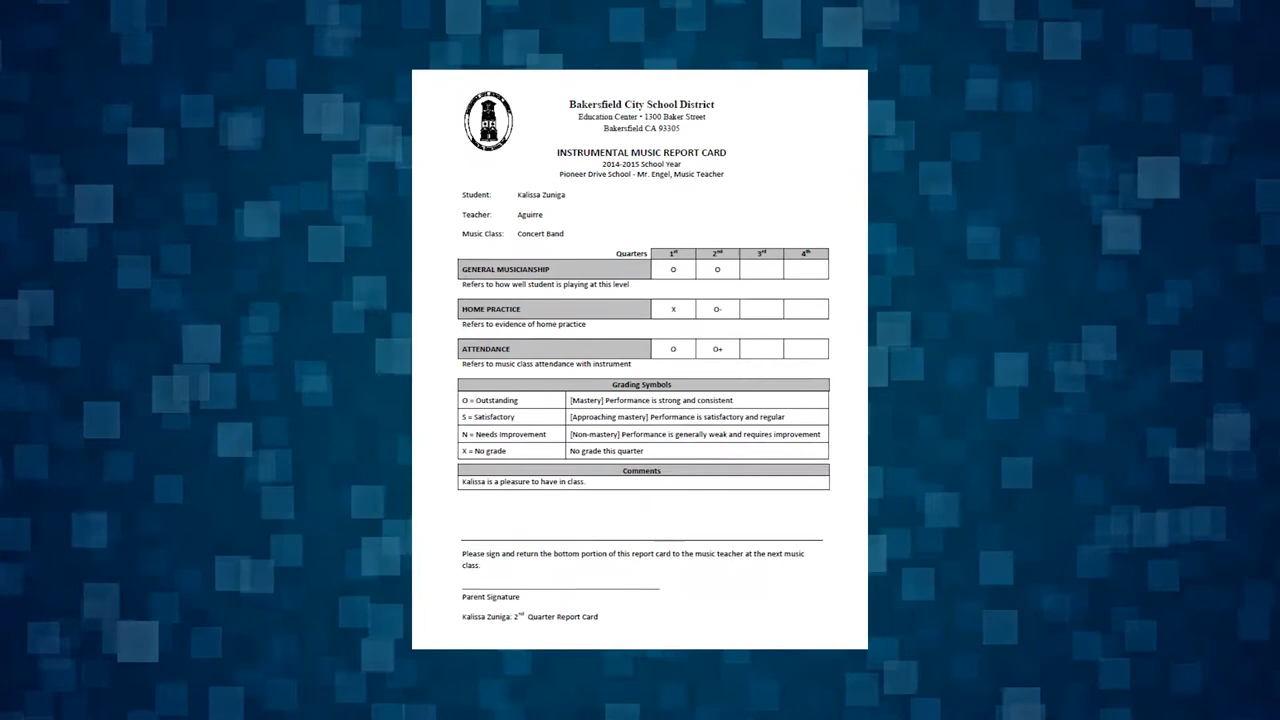 Bakersfield City School District
Education Center • 1300 Baker Street
Bakersfield CA 93305
INSTRUMENTAL MUSIC REPORT CARD
2014-2015 School Year
Pioneer Drive School - Mr. Engel, Music Teacher
Student: Kalissa Zuniga
Teacher: Aguirre
Music Class: Concert Band
Quarters 1st 2nd 3rd 4th
GENERAL MUSICIANSHIP O O
Refers to how well student is playing at this level
HOME PRACTICE X O-
Refers to evidence of home practice
ATTENDANCE O O+
Refers to music class attendance with instrument
Grading Symbols
O = Outstanding [Mastery] Performance is strong and consistent
S = Satisfactory [Approaching mastery] Performance is satisfactory and regular
N = Needs Improvement [Non-mastery] Performance is generally weak and requires improvement
X = No grade No grade this quarter
Comments
Kalissa is a pleasure to have in class.
Please sign and return the bottom portion of this report card to the music teacher at the next music
class.
Parent Signature
Kalissa Zuniga: 2nd Quarter Report Card